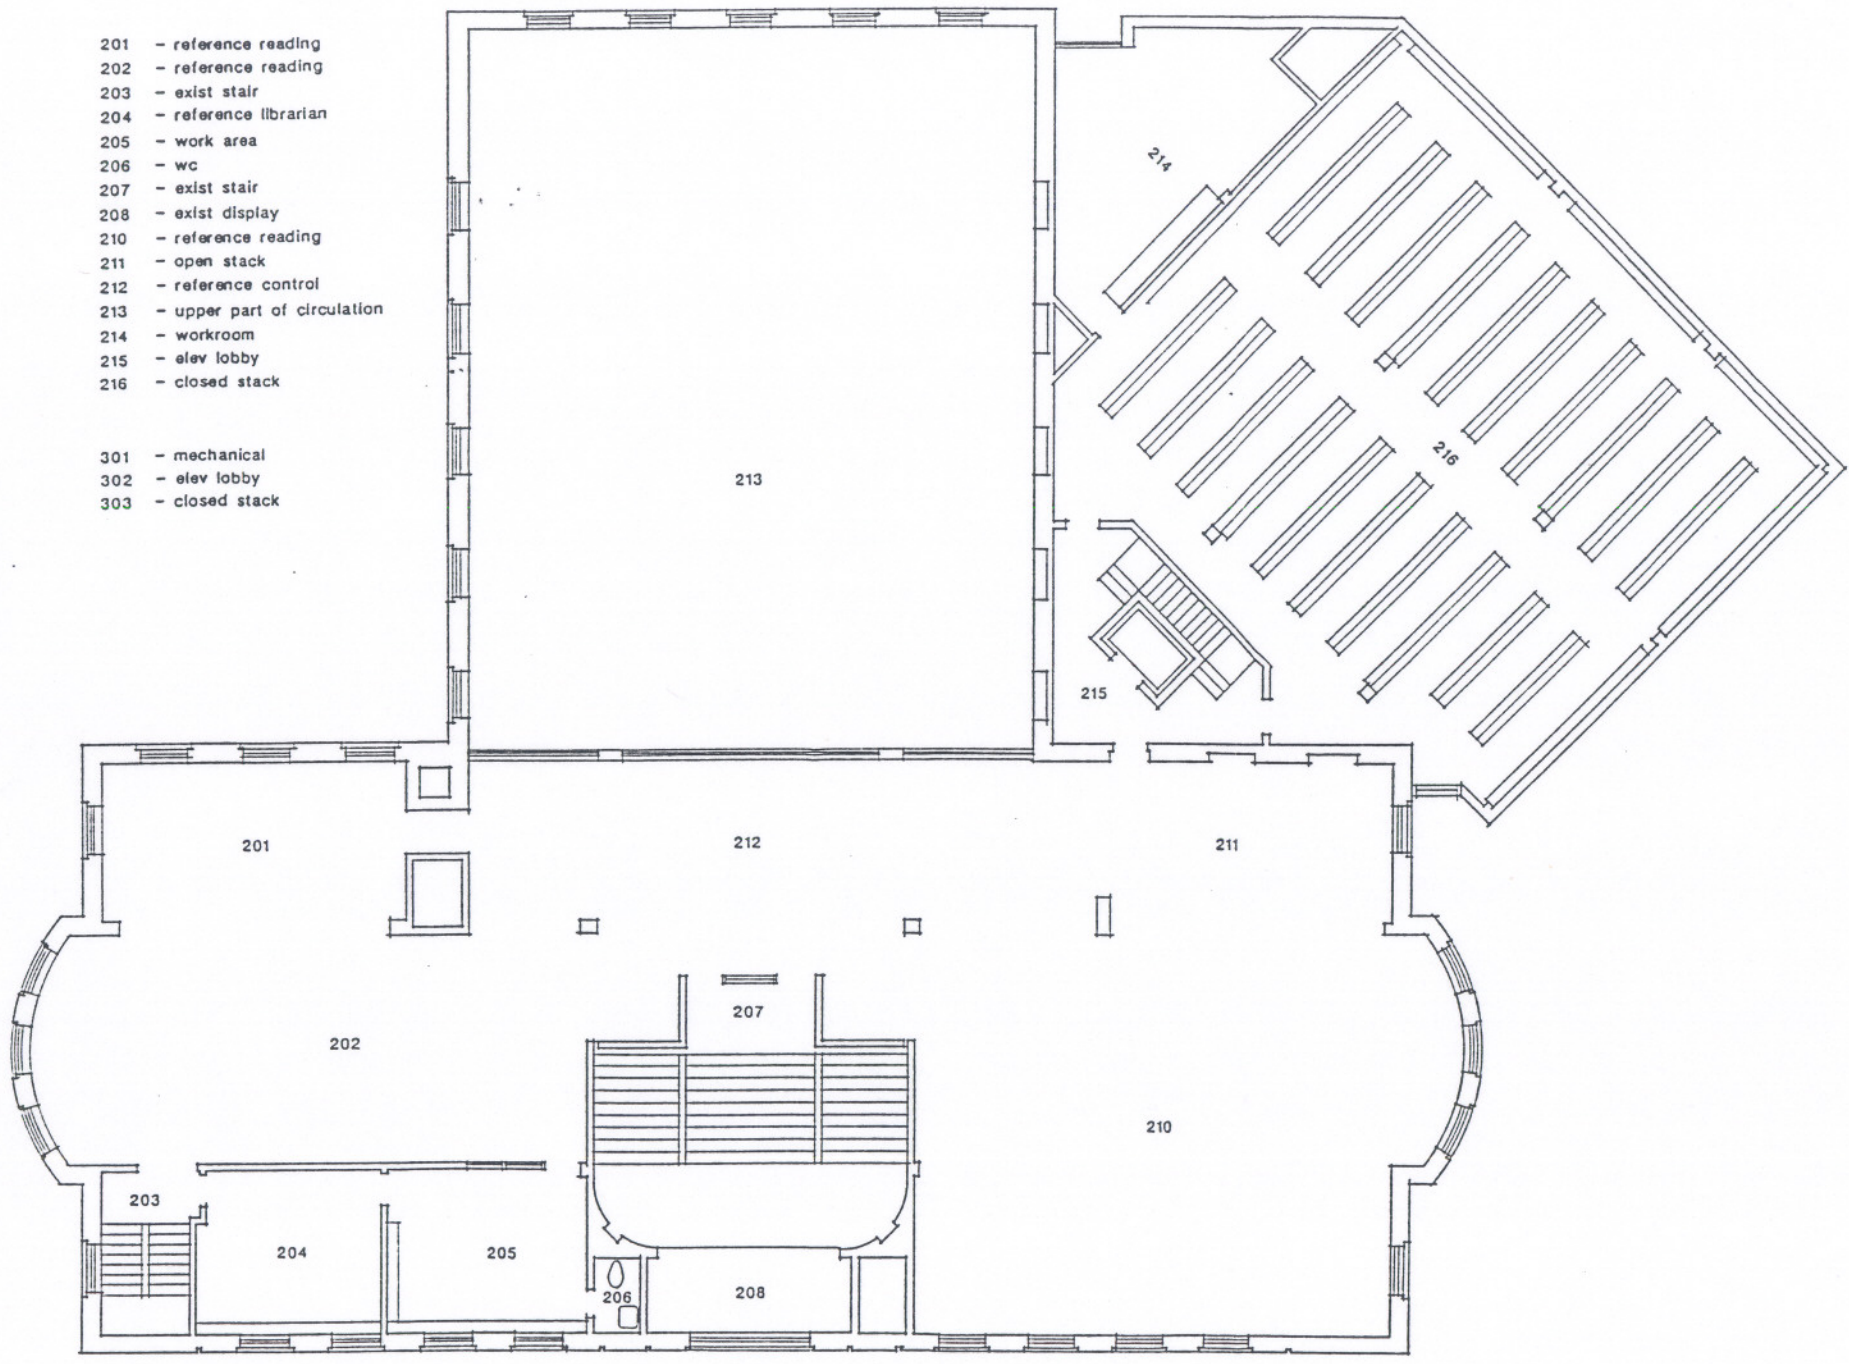 201 - reference reading
202 - reference reading
203 - exist stair
204 - reference librarian
205 - work area
206 - wc
207 - exist stair
208 - exist display
210 - reference reading
211 - open stack
212 - reference control
213 - upper part of circulation
214 - workroom
215 - elev lobby
216 - closed stack
301 - mechanical
302 - elev lobby
303 - closed stack
214
216
213
215
201
212
211
207
202
210
203
204
205
206
208